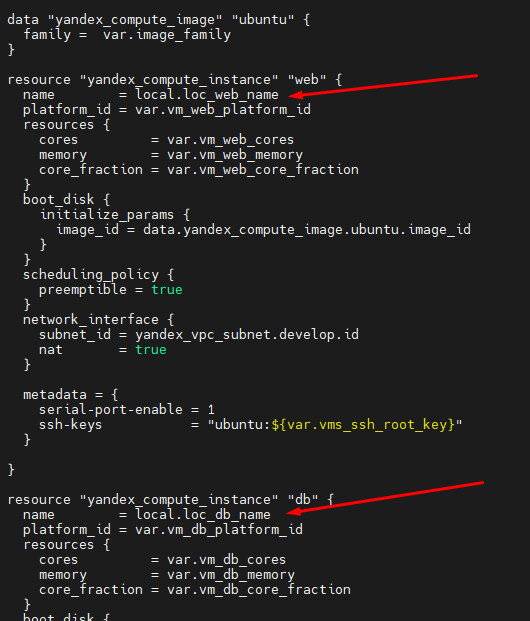 data "yandex_compute_image" "ubuntu" {
  family =  var.image_family
}

resource "yandex_compute_instance" "web" {
  name        = local.loc_web_name
  platform_id = var.vm_web_platform_id
  resources {
    cores         = var.vm_web_cores
    memory        = var.vm_web_memory
    core_fraction = var.vm_web_core_fraction
  }
  boot_disk {
    initialize_params {
      image_id = data.yandex_compute_image.ubuntu.image_id
    }
  }
  scheduling_policy {
    preemptible = true
  }
  network_interface {
    subnet_id = yandex_vpc_subnet.develop.id
    nat       = true
  }

  metadata = {
    serial-port-enable = 1
    ssh-keys           = "ubuntu:${var.vms_ssh_root_key}"
  }

}

resource "yandex_compute_instance" "db" {
  name        = local.loc_db_name
  platform_id = var.vm_db_platform_id
  resources {
    cores         = var.vm_db_cores
    memory        = var.vm_db_memory
    core_fraction = var.vm_db_core_fraction
  }
  boot_disk {